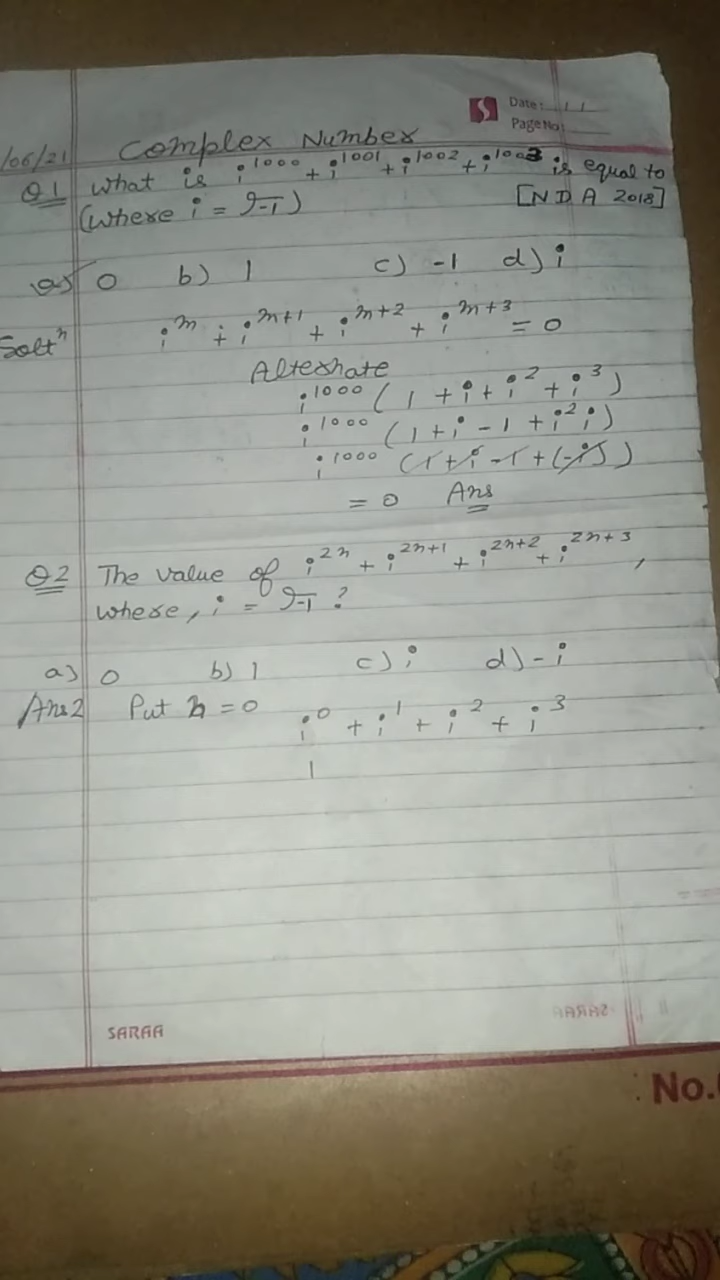 Date: / /
Page No:
/06/21 Complex Number
Q1 What is i^1000 + i^1001 + i^1002 + i^1003 is equal to
(where i = √-1) [NDA 2018]
a) 0 b) 1 c) -1 d) i
Soltⁿ i^n + i^n+1 + i^n+2 + i^n+3 = 0
Alternate
i^1000 (1 + i + i^2 + i^3)
i^1000 (1 + i - 1 + i^2 i)
i^1000 (1 + i - 1 + (-i))
= 0 Ans
Q2 The value of i^2n + i^2n+1 + i^2n+2 + i^2n+3,
where, i = √-1 ?
a) 0 b) 1 c) i d) -i
Ans2 Put n = 0 i^0 + i^1 + i^2 + i^3
1
SARAA
SARAA
No.